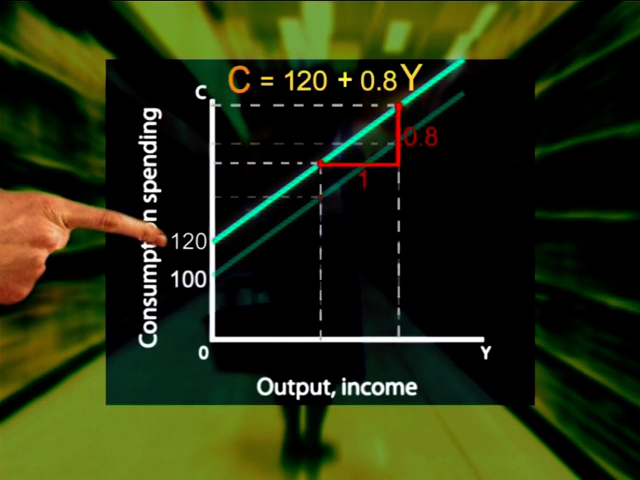 C = 120 + 0.8Y
C
Consumption spending
0.8
1
120
100
0
Y
Output, income